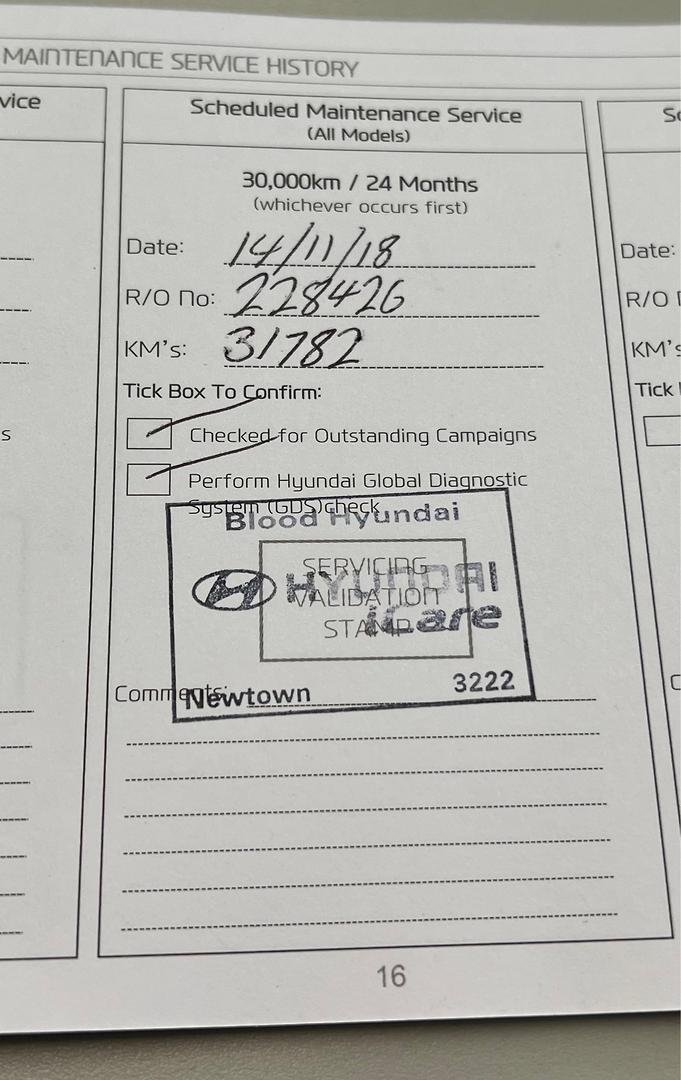 MAINTENANCE SERVICE HISTORY
vice
Scheduled Maintenance Service
(All Models)
30,000km / 24 Months
(whichever occurs first)
Date: 14/11/18
R/O No: 228426
KM's: 31782
Tick Box To Confirm:
Checked for Outstanding Campaigns
Perform Hyundai Global Diagnostic
System (GDS)check
Blood Hyundai
SERVICING
HYUNDAI
VALIDATION
iCare
STAMP
Comments:
Newtown 3222
16
s
Sc
Date:
R/O
KM's
Tick
C